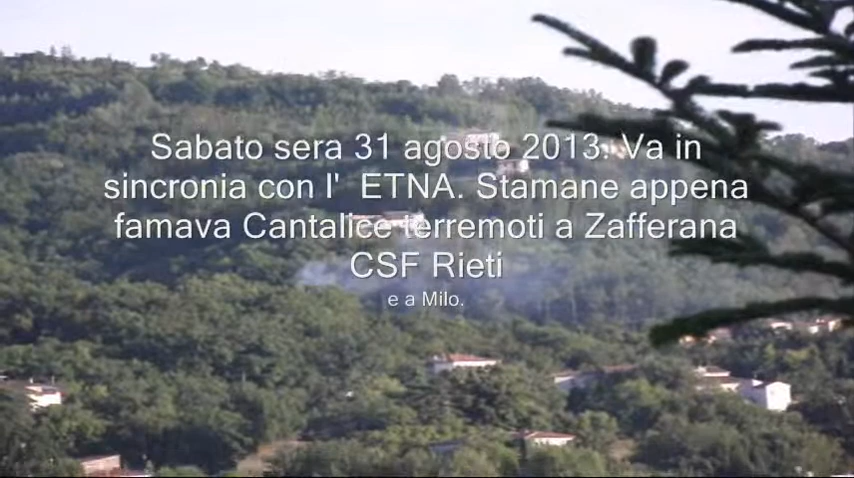 Sabato sera 31 agosto 2013. Va in
sincronia con l' ETNA. Stamane appena
famava Cantalice terremoti a Zafferana
CSF Rieti
e a Milo.